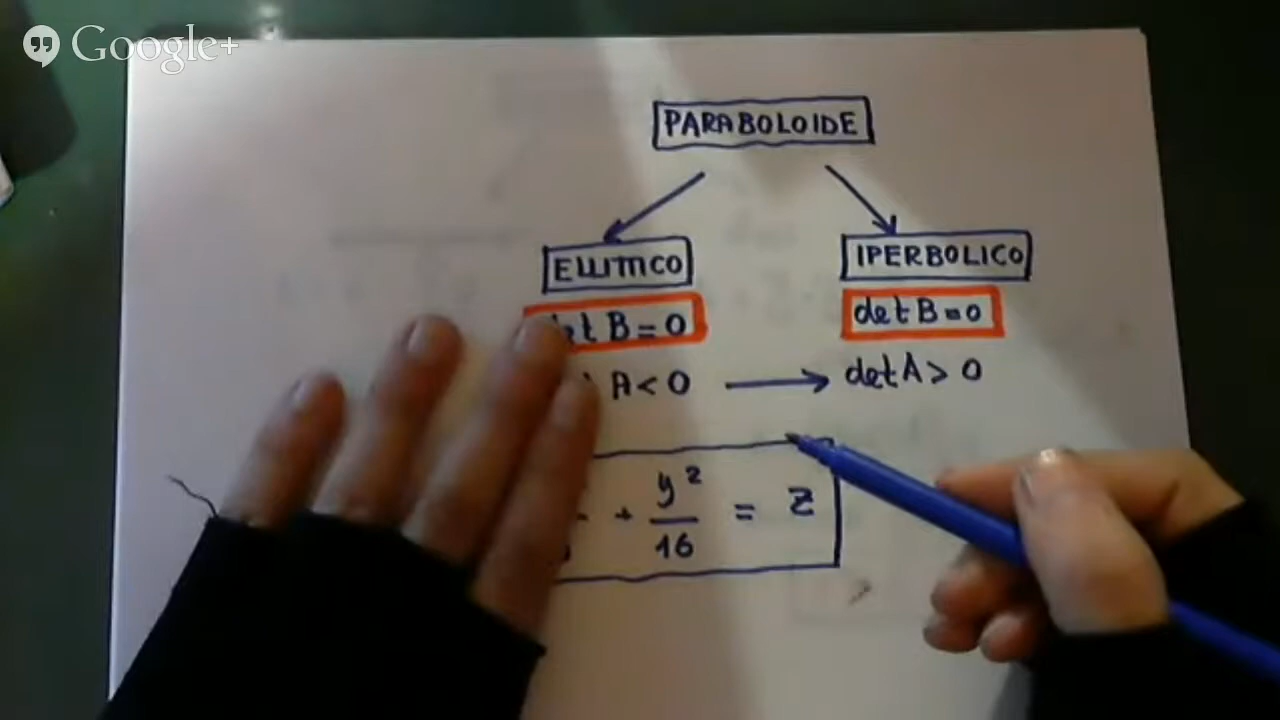 Google+
PARABOLOIDE
ELLITTICO
IPERBOLICO
det B = 0
det B = 0
A < 0
det A > 0
+ y² / 16 = z